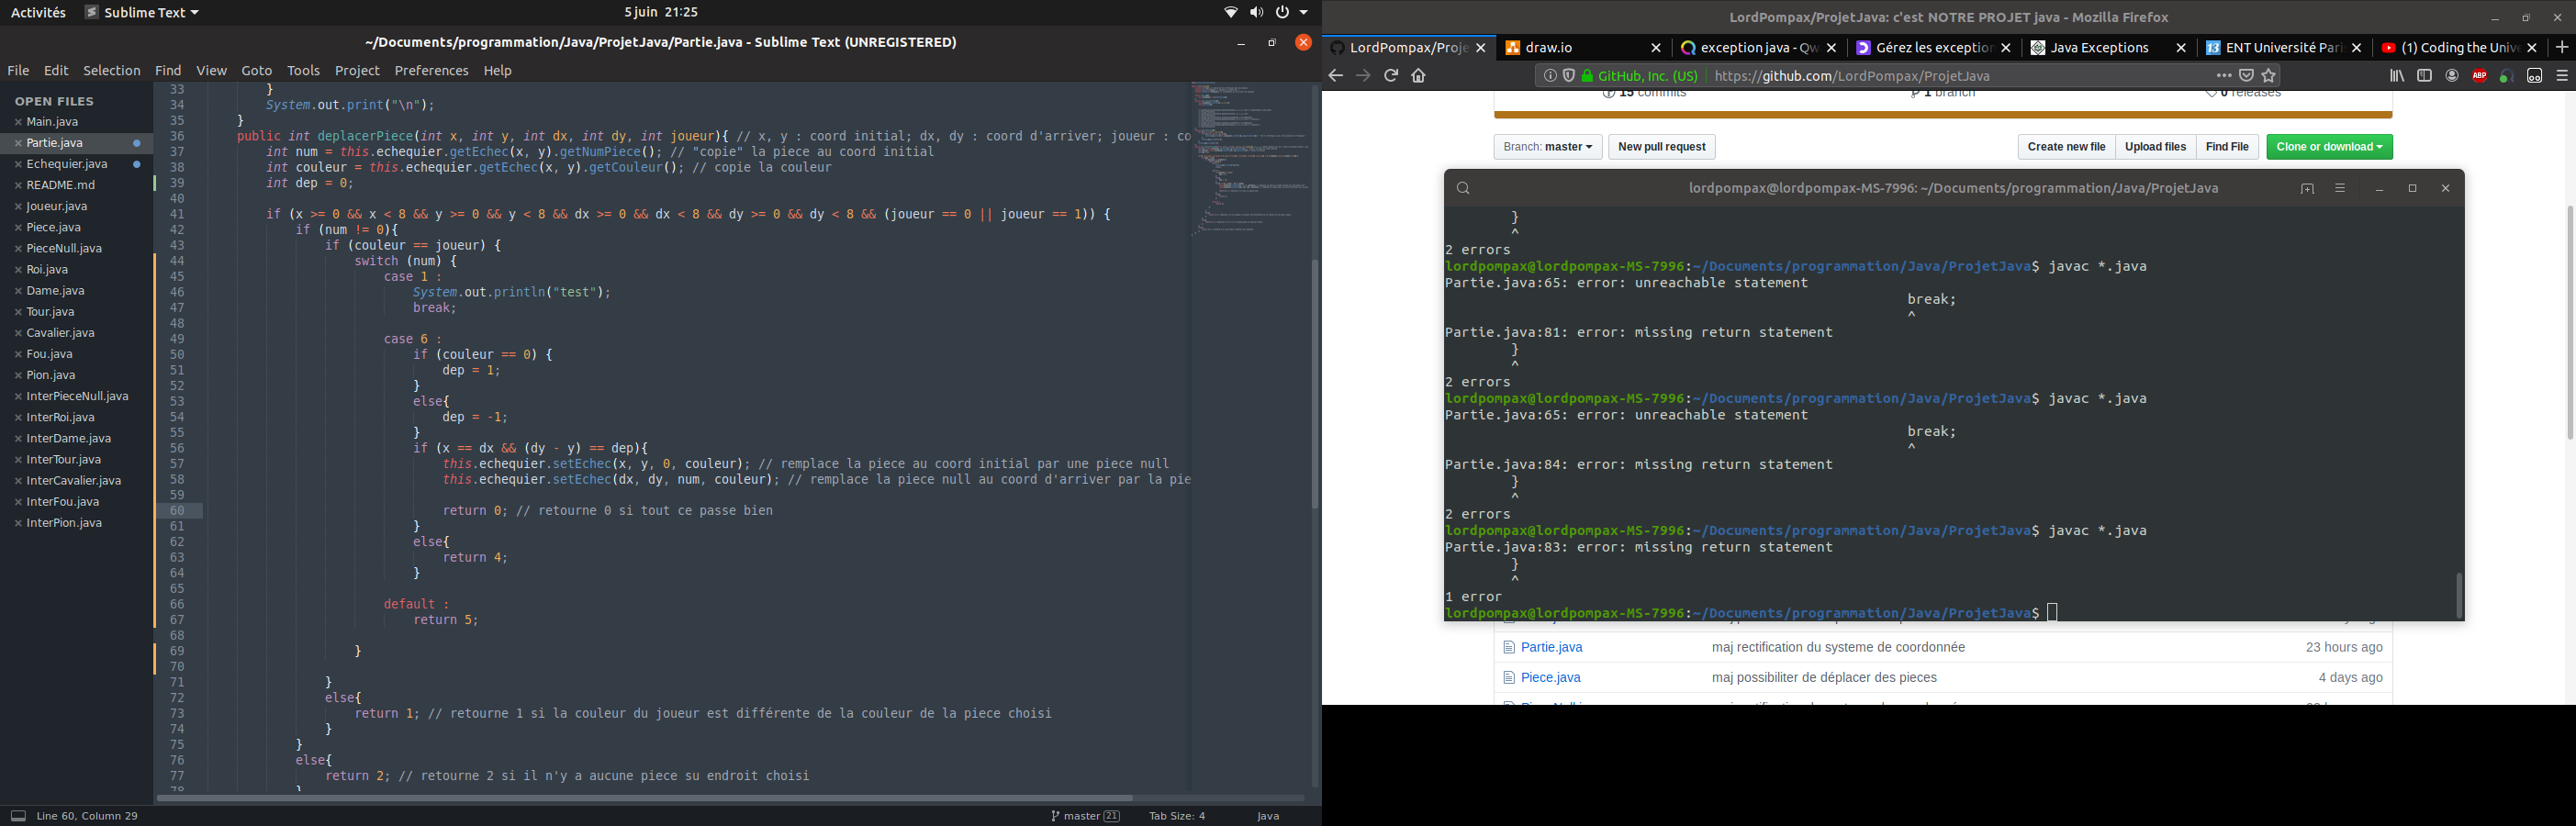 Activités Sublime Text 5 juin 21:25
~/Documents/programmation/Java/ProjetJava/Partie.java - Sublime Text (UNREGISTERED)
File Edit Selection Find View Goto Tools Project Preferences Help
OPEN FILES
Main.java
Partie.java
Echequier.java
README.md
Joueur.java
Piece.java
PieceNull.java
Roi.java
Dame.java
Tour.java
Cavalier.java
Fou.java
Pion.java
InterPieceNull.java
InterRoi.java
InterDame.java
InterTour.java
InterCavalier.java
InterFou.java
InterPion.java
33 }
34 System.out.print("\n");
35 }
36 public int deplacerPiece(int x, int y, int dx, int dy, int joueur){ // x, y : coord initial; dx, dy : coord d'arriver; joueur : co
37 int num = this.echequier.getEchec(x, y).getNumPiece(); // "copie" la piece au coord initial
38 int couleur = this.echequier.getEchec(x, y).getCouleur(); // copie la couleur
39 int dep = 0;
40
41 if (x >= 0 && x < 8 && y >= 0 && y < 8 && dx >= 0 && dx < 8 && dy >= 0 && dy < 8 && (joueur == 0 || joueur == 1)) {
42 if (num != 0){
43 if (couleur == joueur) {
44 switch (num) {
45 case 1 :
46 System.out.println("test");
47 break;
48
49 case 6 :
50 if (couleur == 0) {
51 dep = 1;
52 }
53 else{
54 dep = -1;
55 }
56 if (x == dx && (dy - y) == dep){
57 this.echequier.setEchec(x, y, 0, couleur); // remplace la piece au coord initial par une piece null
58 this.echequier.setEchec(dx, dy, num, couleur); // remplace la piece null au coord d'arriver par la pie
59
60 return 0; // retourne 0 si tout ce passe bien
61 }
62 else{
63 return 4;
64 }
65
66 default :
67 return 5;
68
69 }
70
71 }
72 else{
73 return 1; // retourne 1 si la couleur du joueur est différente de la couleur de la piece choisi
74 }
75 }
76 else{
77 return 2; // retourne 2 si il n'y a aucune piece su endroit choisi
78 }
Line 60, Column 29 master 21 Tab Size: 4 Java
LordPompax/ProjetJava: c'est NOTRE PROJET java - Mozilla Firefox
LordPompax/Proje draw.io exception java - Qw Gérez les exception Java Exceptions ENT Université Pari (1) Coding the Unive
GitHub, Inc. (US) https://github.com/LordPompax/ProjetJava ABP
15 commits 1 branch 0 releases
Branch: master New pull request Create new file Upload files Find File Clone or download
lordpompax@lordpompax-MS-7996: ~/Documents/programmation/Java/ProjetJava
}
^
2 errors
lordpompax@lordpompax-MS-7996:~/Documents/programmation/Java/ProjetJava$ javac *.java
Partie.java:65: error: unreachable statement
break;
^
Partie.java:81: error: missing return statement
}
^
2 errors
lordpompax@lordpompax-MS-7996:~/Documents/programmation/Java/ProjetJava$ javac *.java
Partie.java:65: error: unreachable statement
break;
^
Partie.java:84: error: missing return statement
}
^
2 errors
lordpompax@lordpompax-MS-7996:~/Documents/programmation/Java/ProjetJava$ javac *.java
Partie.java:83: error: missing return statement
}
^
1 error
lordpompax@lordpompax-MS-7996:~/Documents/programmation/Java/ProjetJava$
Partie.java maj rectification du systeme de coordonnée 23 hours ago
Piece.java maj possibiliter de déplacer des pieces 4 days ago